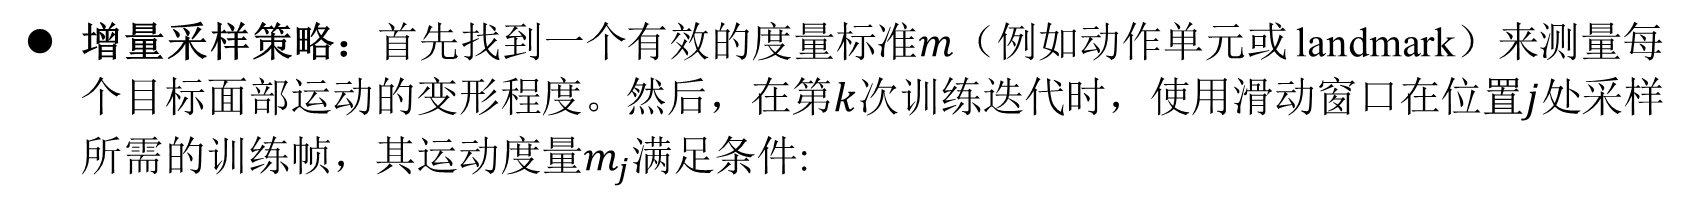 ● 增量采样策略：首先找到一个有效的度量标准m（例如动作单元或 landmark）来测量每
个目标面部运动的变形程度。然后，在第k次训练迭代时，使用滑动窗口在位置j处采样
所需的训练帧，其运动度量mⱼ满足条件: